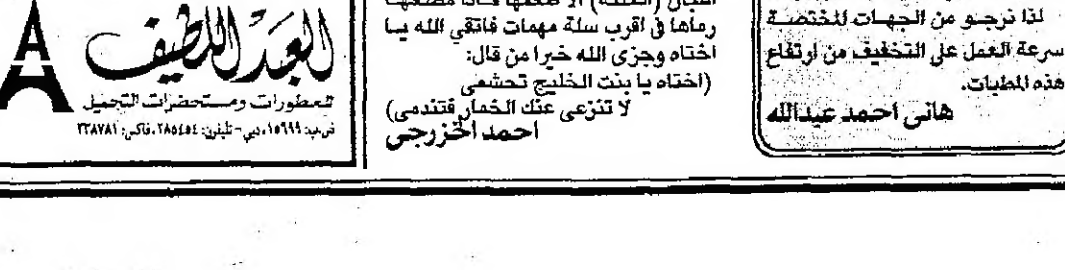 لذا نرجو من الجهات المختصة
سرعة العمل على التخفيف من ارتفاع
هذه المطبات.
هاني احمد عبدالله
رماها في اقرب سلة مهمات فاتقي الله يا
اختاه وجزى الله خيرا من قال:
(اختاه يا بنت الخليج تحشمي
لا تنزعي عنك الخمار فتندمي)
احمد الخزرجي
العبد اللطيف
للعطورات ومستحضرات التجميل
ص.ب: ١٥٦٩٩، دبي - تليفون: ٢٨٥٤٥٤، فاكس: ٢٣٨٧٨١